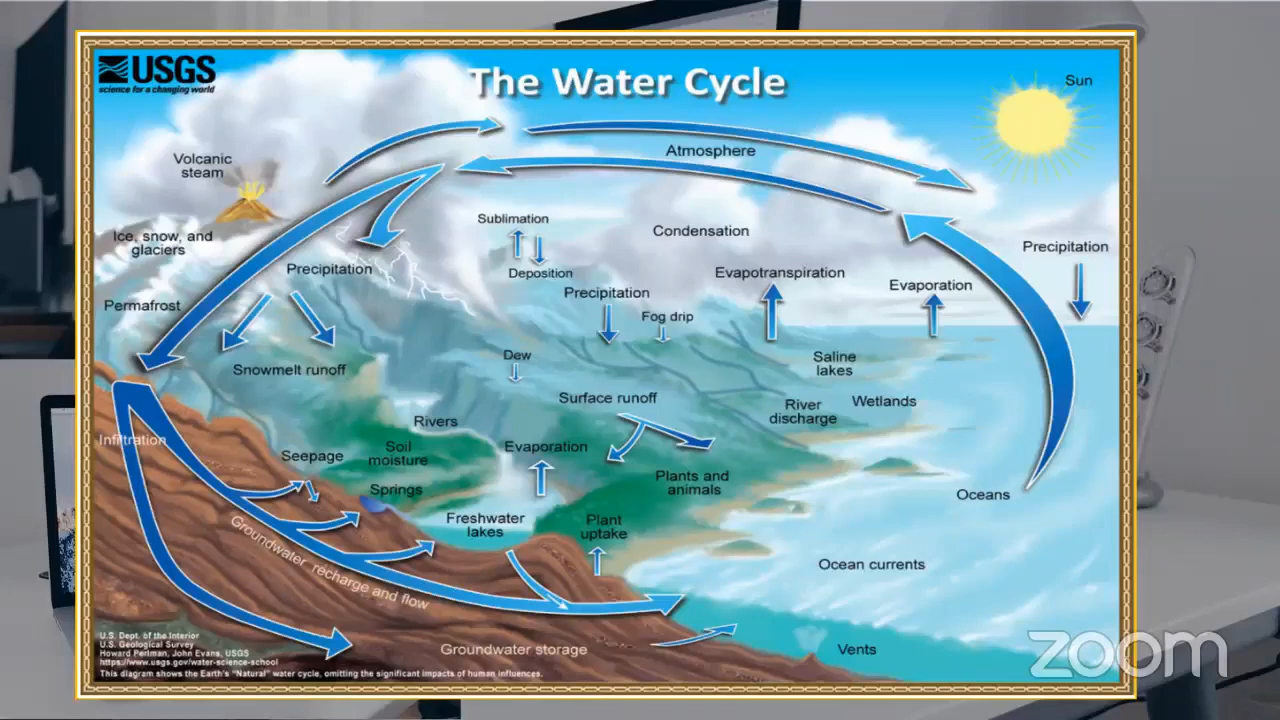 USGS
science for a changing world
The Water Cycle
Sun
Atmosphere
Volcanic
steam
Sublimation
Condensation
Ice, snow, and
glaciers
Precipitation
Precipitation
Deposition
Evapotranspiration
Evaporation
Precipitation
Permafrost
Fog drip
Dew
Saline
lakes
Snowmelt runoff
Surface runoff
River
discharge
Wetlands
Rivers
Infiltration
Soil
moisture
Evaporation
Seepage
Plants and
animals
Springs
Oceans
Freshwater
lakes
Plant
uptake
Groundwater recharge and flow
Ocean currents
U.S. Dept. of the Interior
U.S. Geological Survey
Howard Perlman, John Evans, USGS
https://www.usgs.gov/water-science-school
This diagram shows the Earth's "Natural" water cycle, omitting the significant impacts of human influences.
Groundwater storage
Vents
zoom